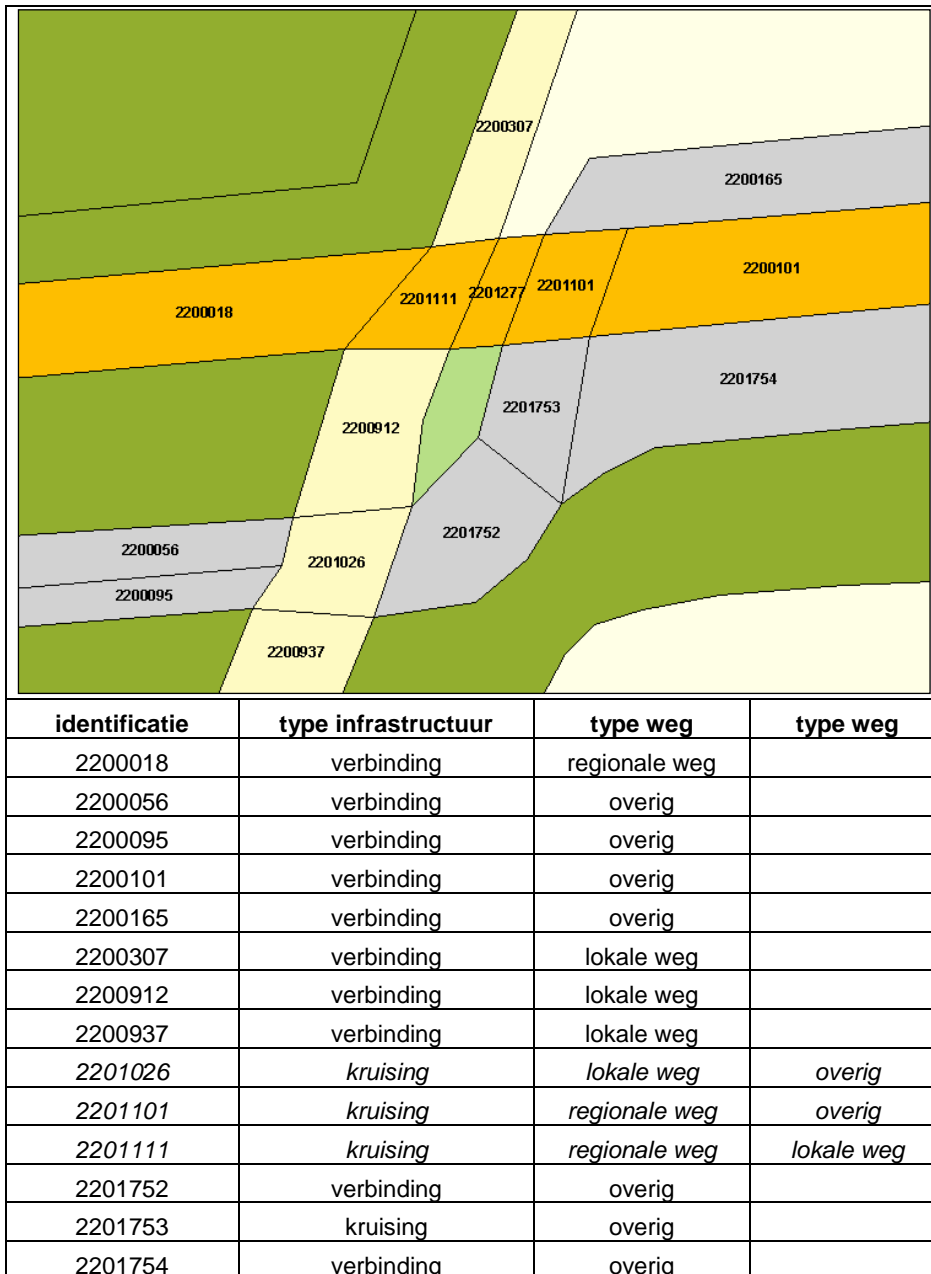 2200307
2200165
2200101
2201101
2201277
2201111
2200018
2201754
2201753
2200912
2201752
2200056
2201026
2200095
2200937
identificatie type infrastructuur type weg type weg
2200018 verbinding regionale weg
2200056 verbinding overig
2200095 verbinding overig
2200101 verbinding overig
2200165 verbinding overig
2200307 verbinding lokale weg
2200912 verbinding lokale weg
2200937 verbinding lokale weg
2201026 kruising lokale weg overig
2201101 kruising regionale weg overig
2201111 kruising regionale weg lokale weg
2201752 verbinding overig
2201753 kruising overig
2201754 verbinding overig